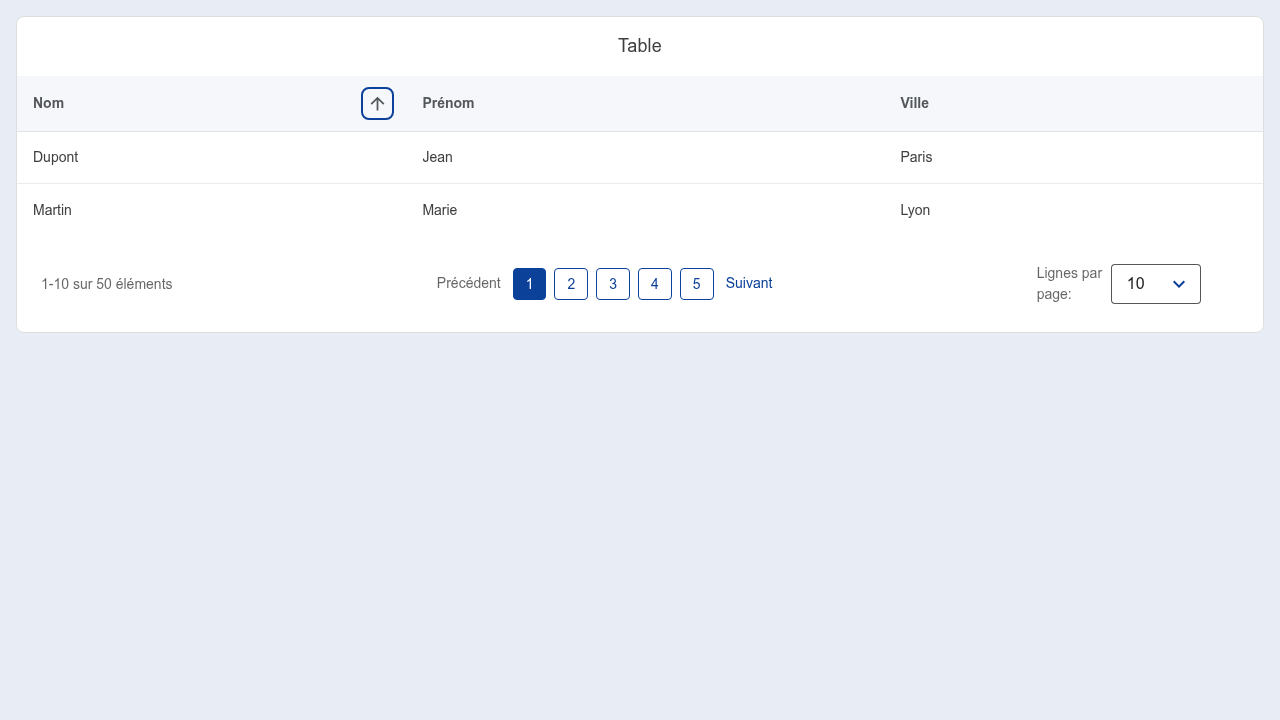 Table
Nom Prénom Ville
Dupont Jean Paris
Martin Marie Lyon
1-10 sur 50 éléments Précédent 1 2 3 4 5 Suivant Lignes par page: 10